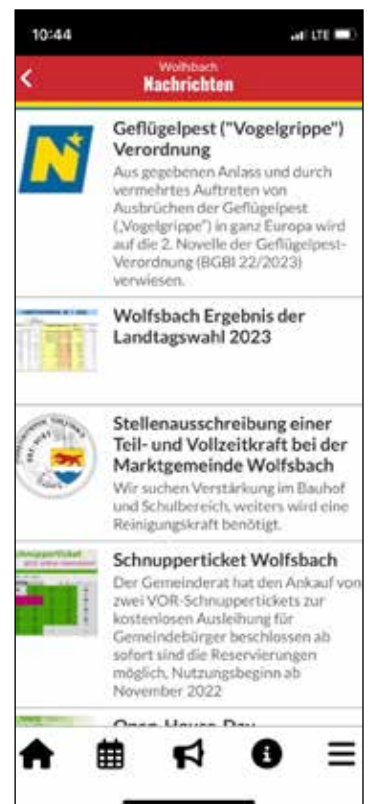 10:44
LTE
Wolfsbach
Nachrichten
Geflügelpest ("Vogelgrippe")
Verordnung
Aus gegebenen Anlass und durch
vermehrtes Auftreten von
Ausbrüchen der Geflügelpest
(„Vogelgrippe“) in ganz Europa wird
auf die 2. Novelle der Geflügelpest-
Verordnung (BGBl 22/2023)
verwiesen.
Wolfsbach Ergebnis der
Landtagswahl 2023
Stellenausschreibung einer
Teil- und Vollzeitkraft bei der
Marktgemeinde Wolfsbach
Wir suchen Verstärkung im Bauhof
und Schulbereich, weiters wird eine
Reinigungskraft benötigt.
Schnupperticket Wolfsbach
Der Gemeinderat hat den Ankauf von
zwei VOR-Schnuppertickets zur
kostenlosen Ausleihung für
Gemeindebürger beschlossen ab
sofort sind die Reservierungen
möglich, Nutzungsbeginn ab
November 2022
Open House Day